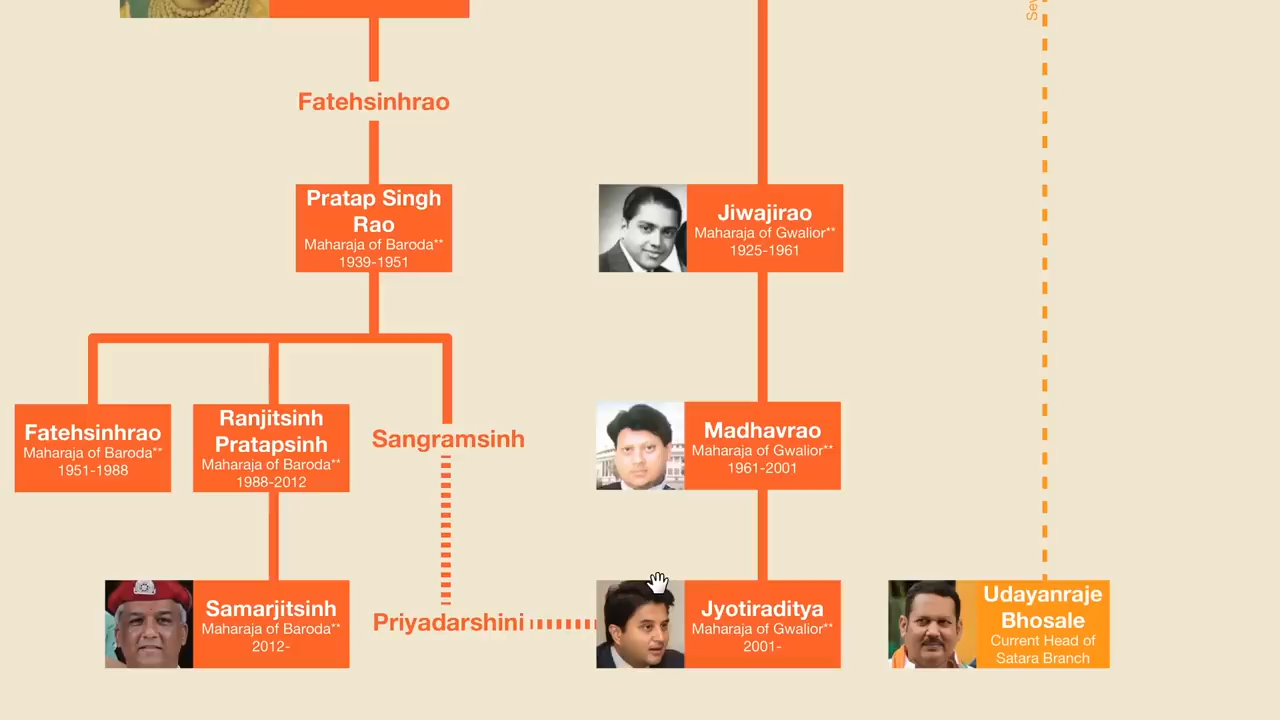 Sev
Fatehsinhrao
Pratap Singh
Rao
Maharaja of Baroda**
1939-1951
Jiwajirao
Maharaja of Gwalior**
1925-1961
Fatehsinhrao
Maharaja of Baroda**
1951-1988
Ranjitsinh
Pratapsinh
Maharaja of Baroda**
1988-2012
Sangramsinh
Madhavrao
Maharaja of Gwalior**
1961-2001
Samarjitsinh
Maharaja of Baroda**
2012-
Priyadarshini
Jyotiraditya
Maharaja of Gwalior**
2001-
Udayanraje
Bhosale
Current Head of
Satara Branch